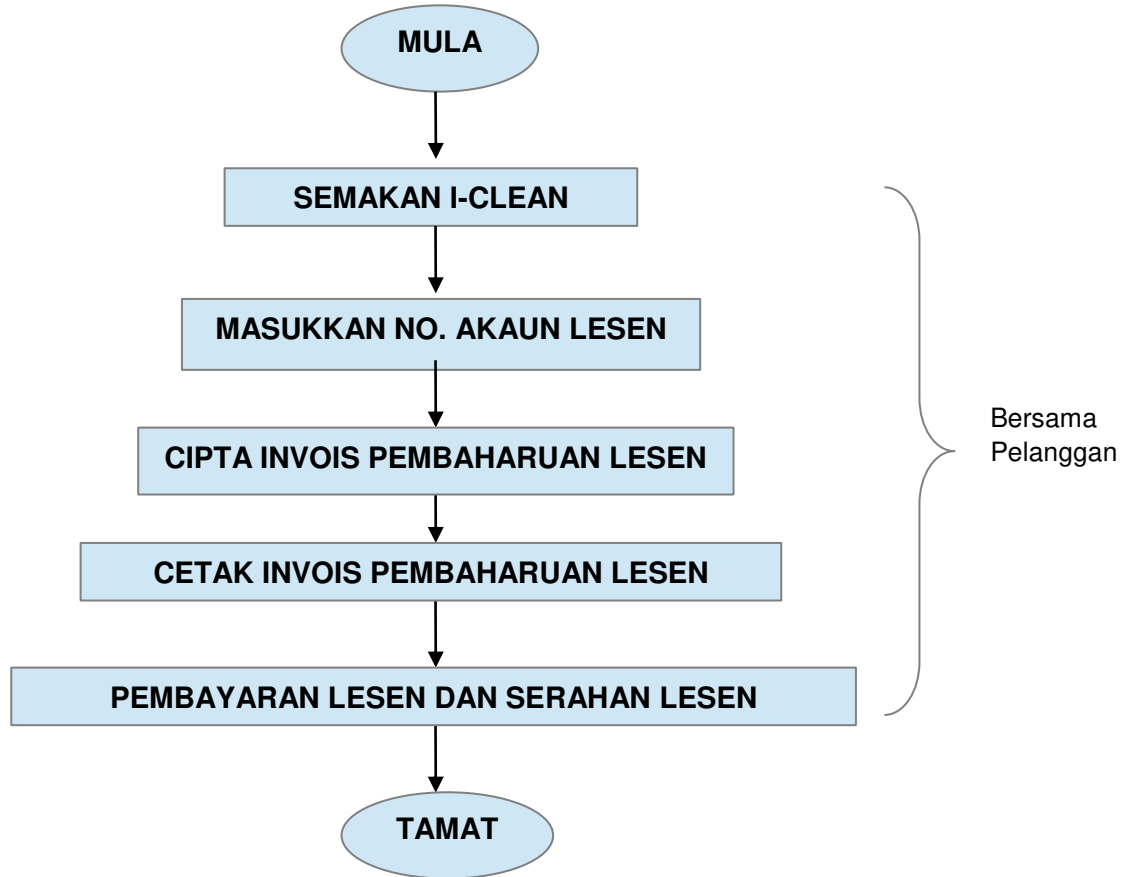 MULA
SEMAKAN I-CLEAN
MASUKKAN NO. AKAUN LESEN
CIPTA INVOIS PEMBAHARUAN LESEN
CETAK INVOIS PEMBAHARUAN LESEN
PEMBAYARAN LESEN DAN SERAHAN LESEN
TAMAT
Bersama
Pelanggan